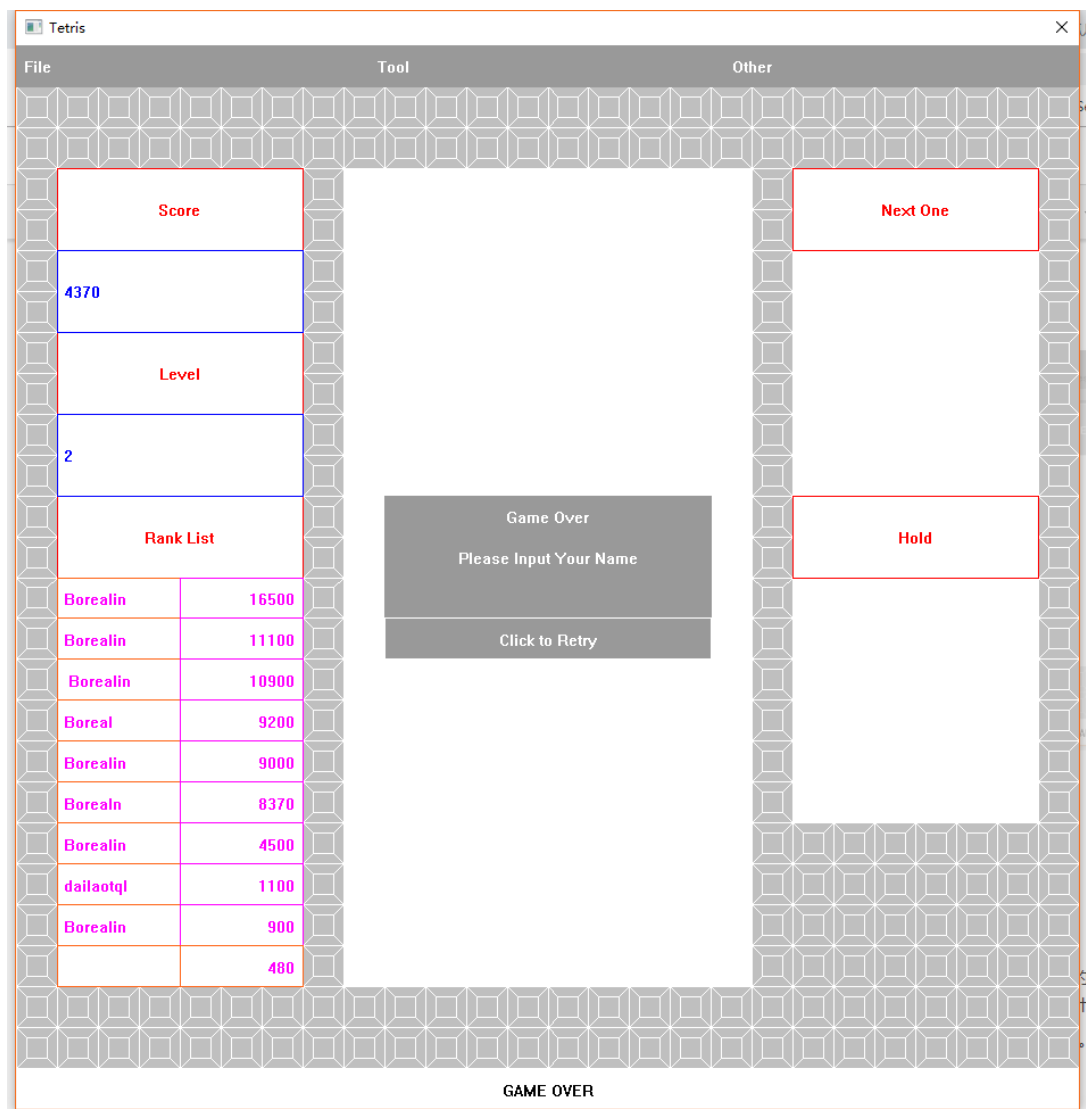 Tetris
File Tool Other
Score
4370
Level
2
Rank List
Borealin 16500
Borealin 11100
Borealin 10900
Boreal 9200
Borealin 9000
Borealn 8370
Borealin 4500
dailaotql 1100
Borealin 900
480
Game Over
Please Input Your Name
Click to Retry
Next One
Hold
GAME OVER